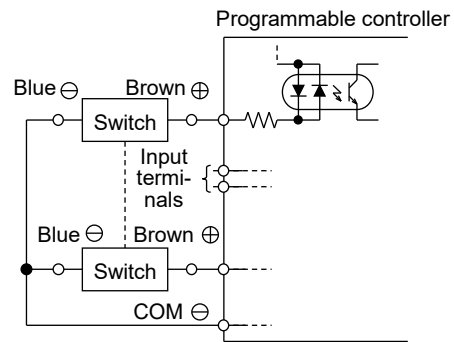 Programmable controller
Blue ⊖ Brown ⊕
Switch
Input
termi-
nals
Blue ⊖ Brown ⊕
Switch
COM ⊖